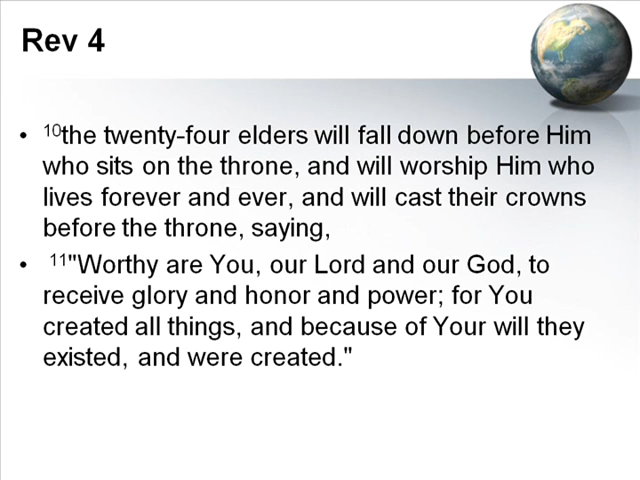 Rev 4
• 10the twenty-four elders will fall down before Him
who sits on the throne, and will worship Him who
lives forever and ever, and will cast their crowns
before the throne, saying,
• 11"Worthy are You, our Lord and our God, to
receive glory and honor and power; for You
created all things, and because of Your will they
existed, and were created."